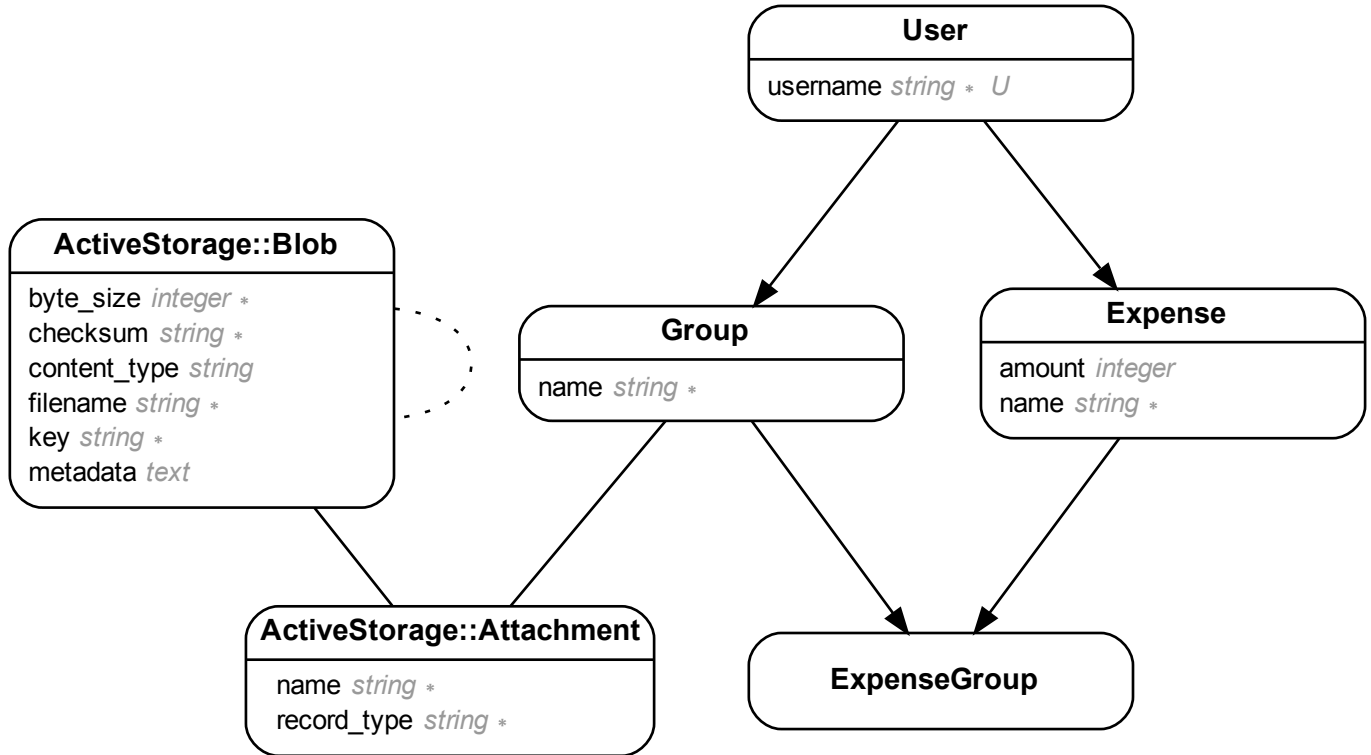 User
username string * U
ActiveStorage::Blob
byte_size integer *
checksum string *
content_type string
filename string *
key string *
metadata text
Group
name string *
Expense
amount integer
name string *
ActiveStorage::Attachment
name string *
record_type string *
ExpenseGroup